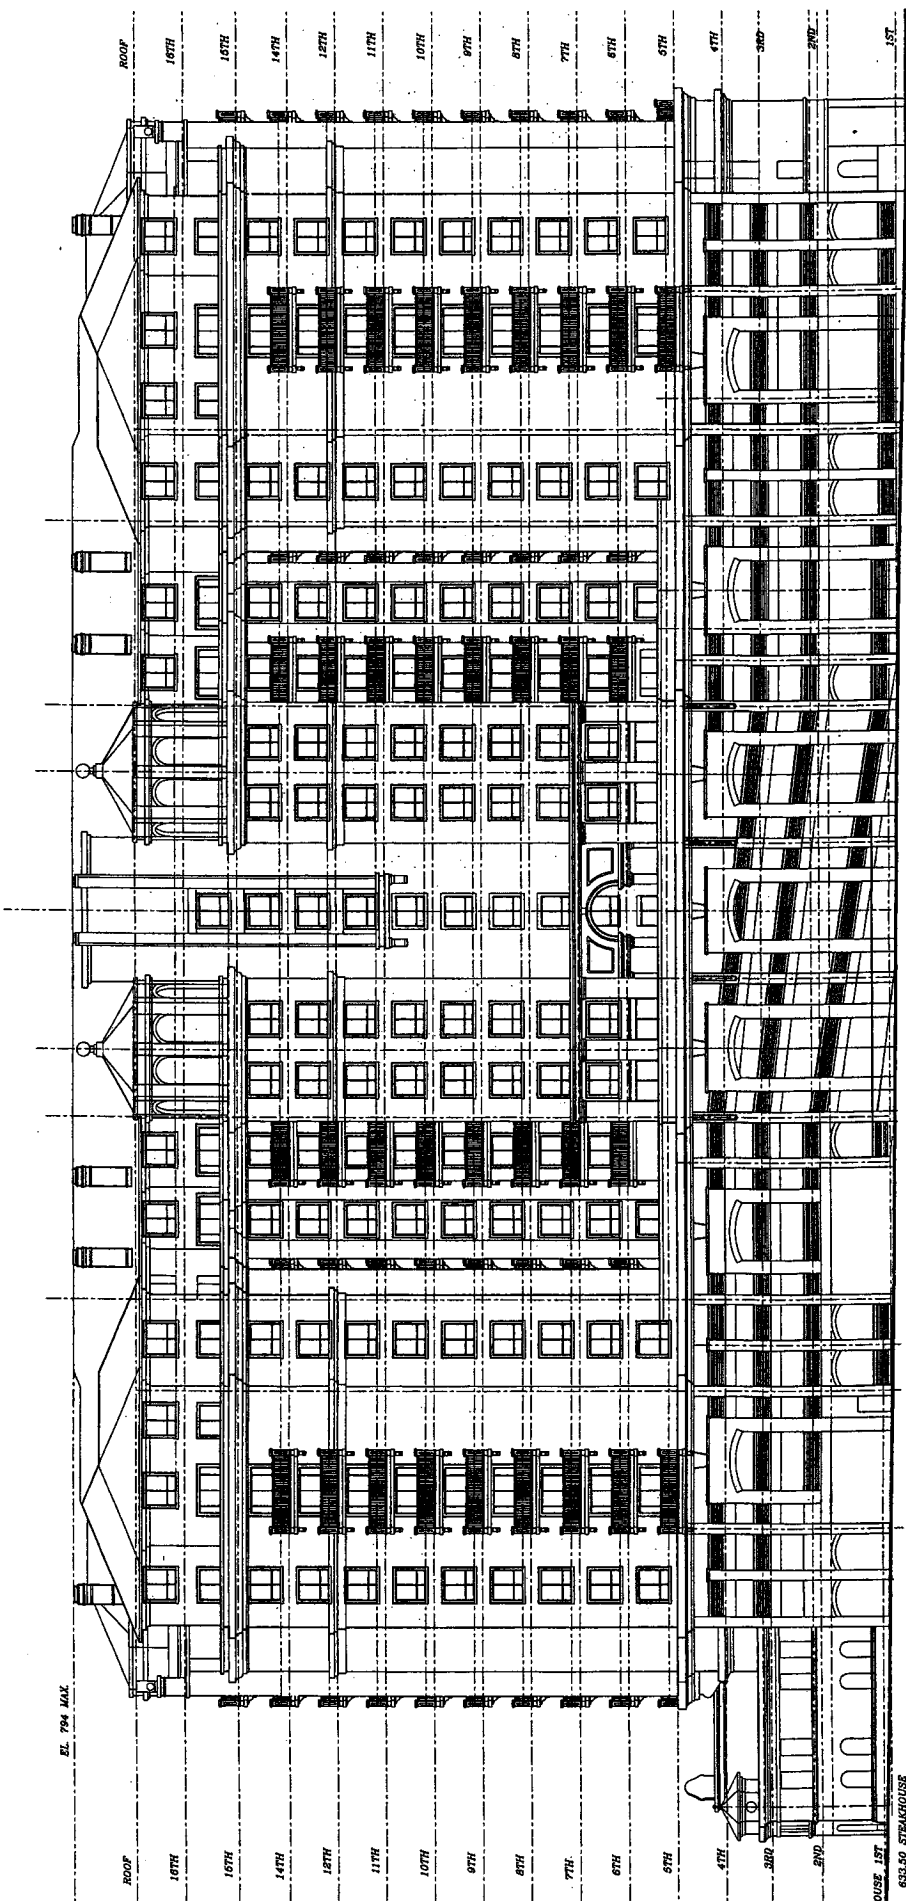 ROOF
16TH
15TH
14TH
12TH
11TH
10TH
9TH
8TH
7TH
6TH
5TH
4TH
3RD
2ND
1ST
EL. 794 MAX.
ROOF
16TH
15TH
14TH
12TH
11TH
10TH
9TH
8TH
7TH
6TH
5TH
4TH
3RD
2ND
OUSE 1ST
633.50 STEAKHOUSE